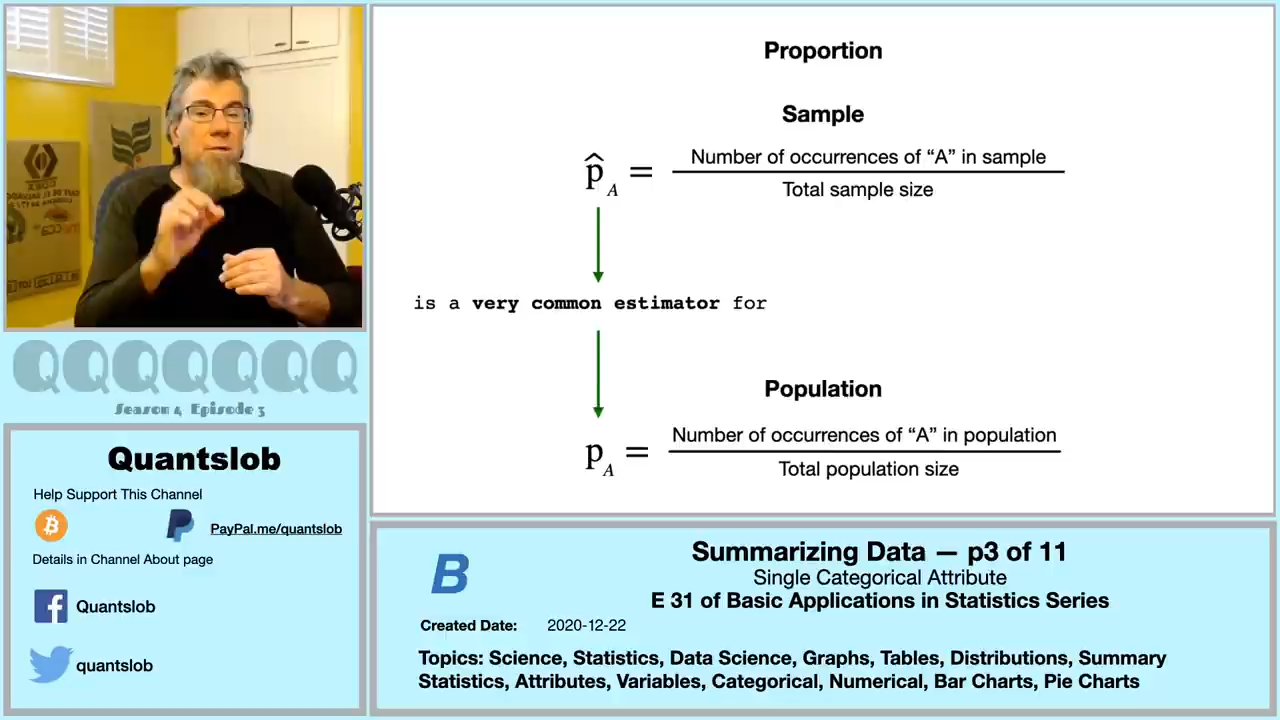 Proportion
Sample
p̂ A = Number of occurrences of “A” in sample
Total sample size
is a very common estimator for
Population
p A = Number of occurrences of “A” in population
Total population size
QQQQQQQ
Season 4 Episode 3
Quantslob
Help Support This Channel
PayPal.me/quantslob
Details in Channel About page
Quantslob
quantslob
B
Summarizing Data — p3 of 11
Single Categorical Attribute
E 31 of Basic Applications in Statistics Series
Created Date: 2020-12-22
Topics: Science, Statistics, Data Science, Graphs, Tables, Distributions, Summary
Statistics, Attributes, Variables, Categorical, Numerical, Bar Charts, Pie Charts